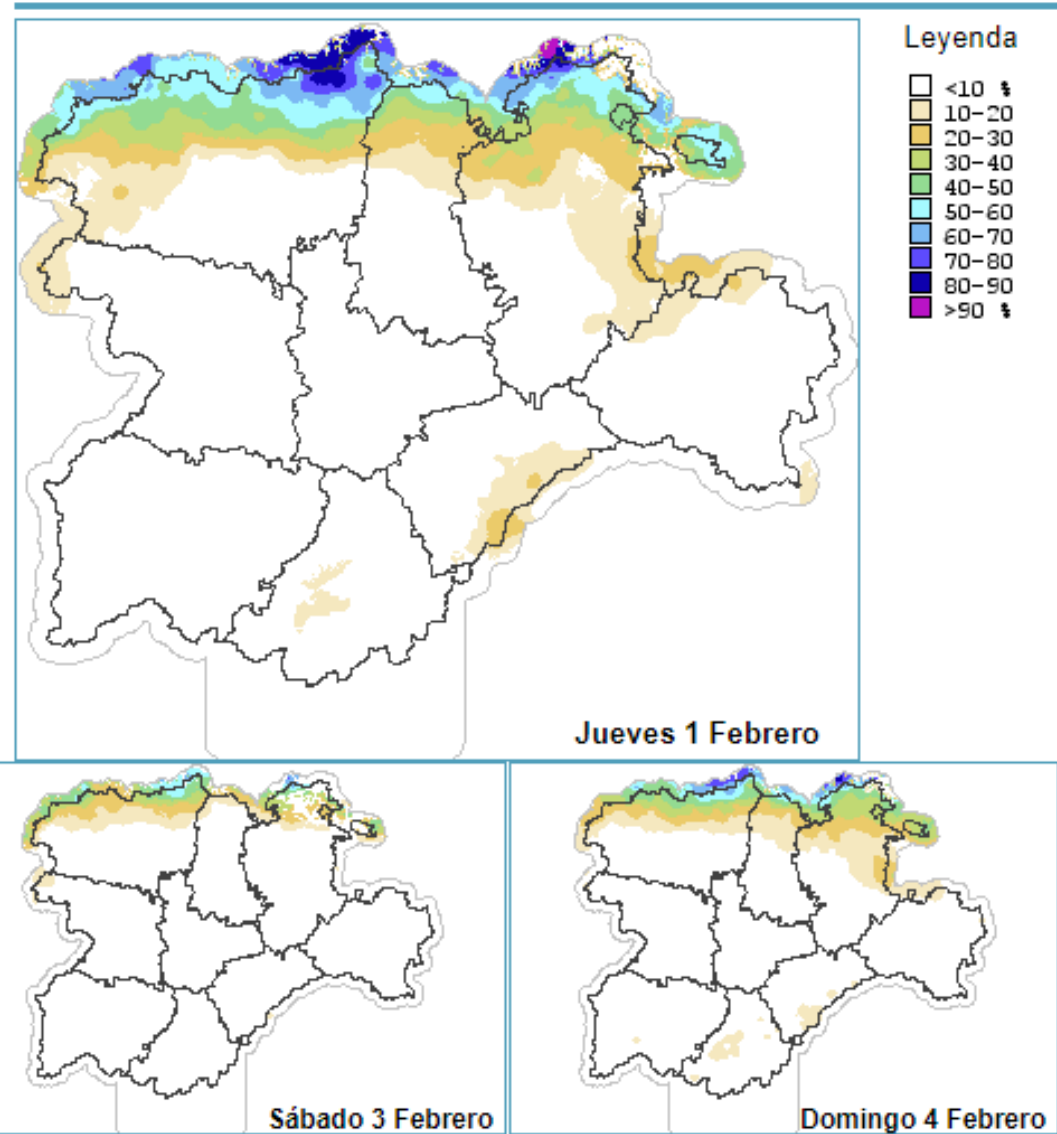 Leyenda
<10 %
10-20
20-30
30-40
40-50
50-60
60-70
70-80
80-90
>90 %
Jueves 1 Febrero
Sábado 3 Febrero
Domingo 4 Febrero